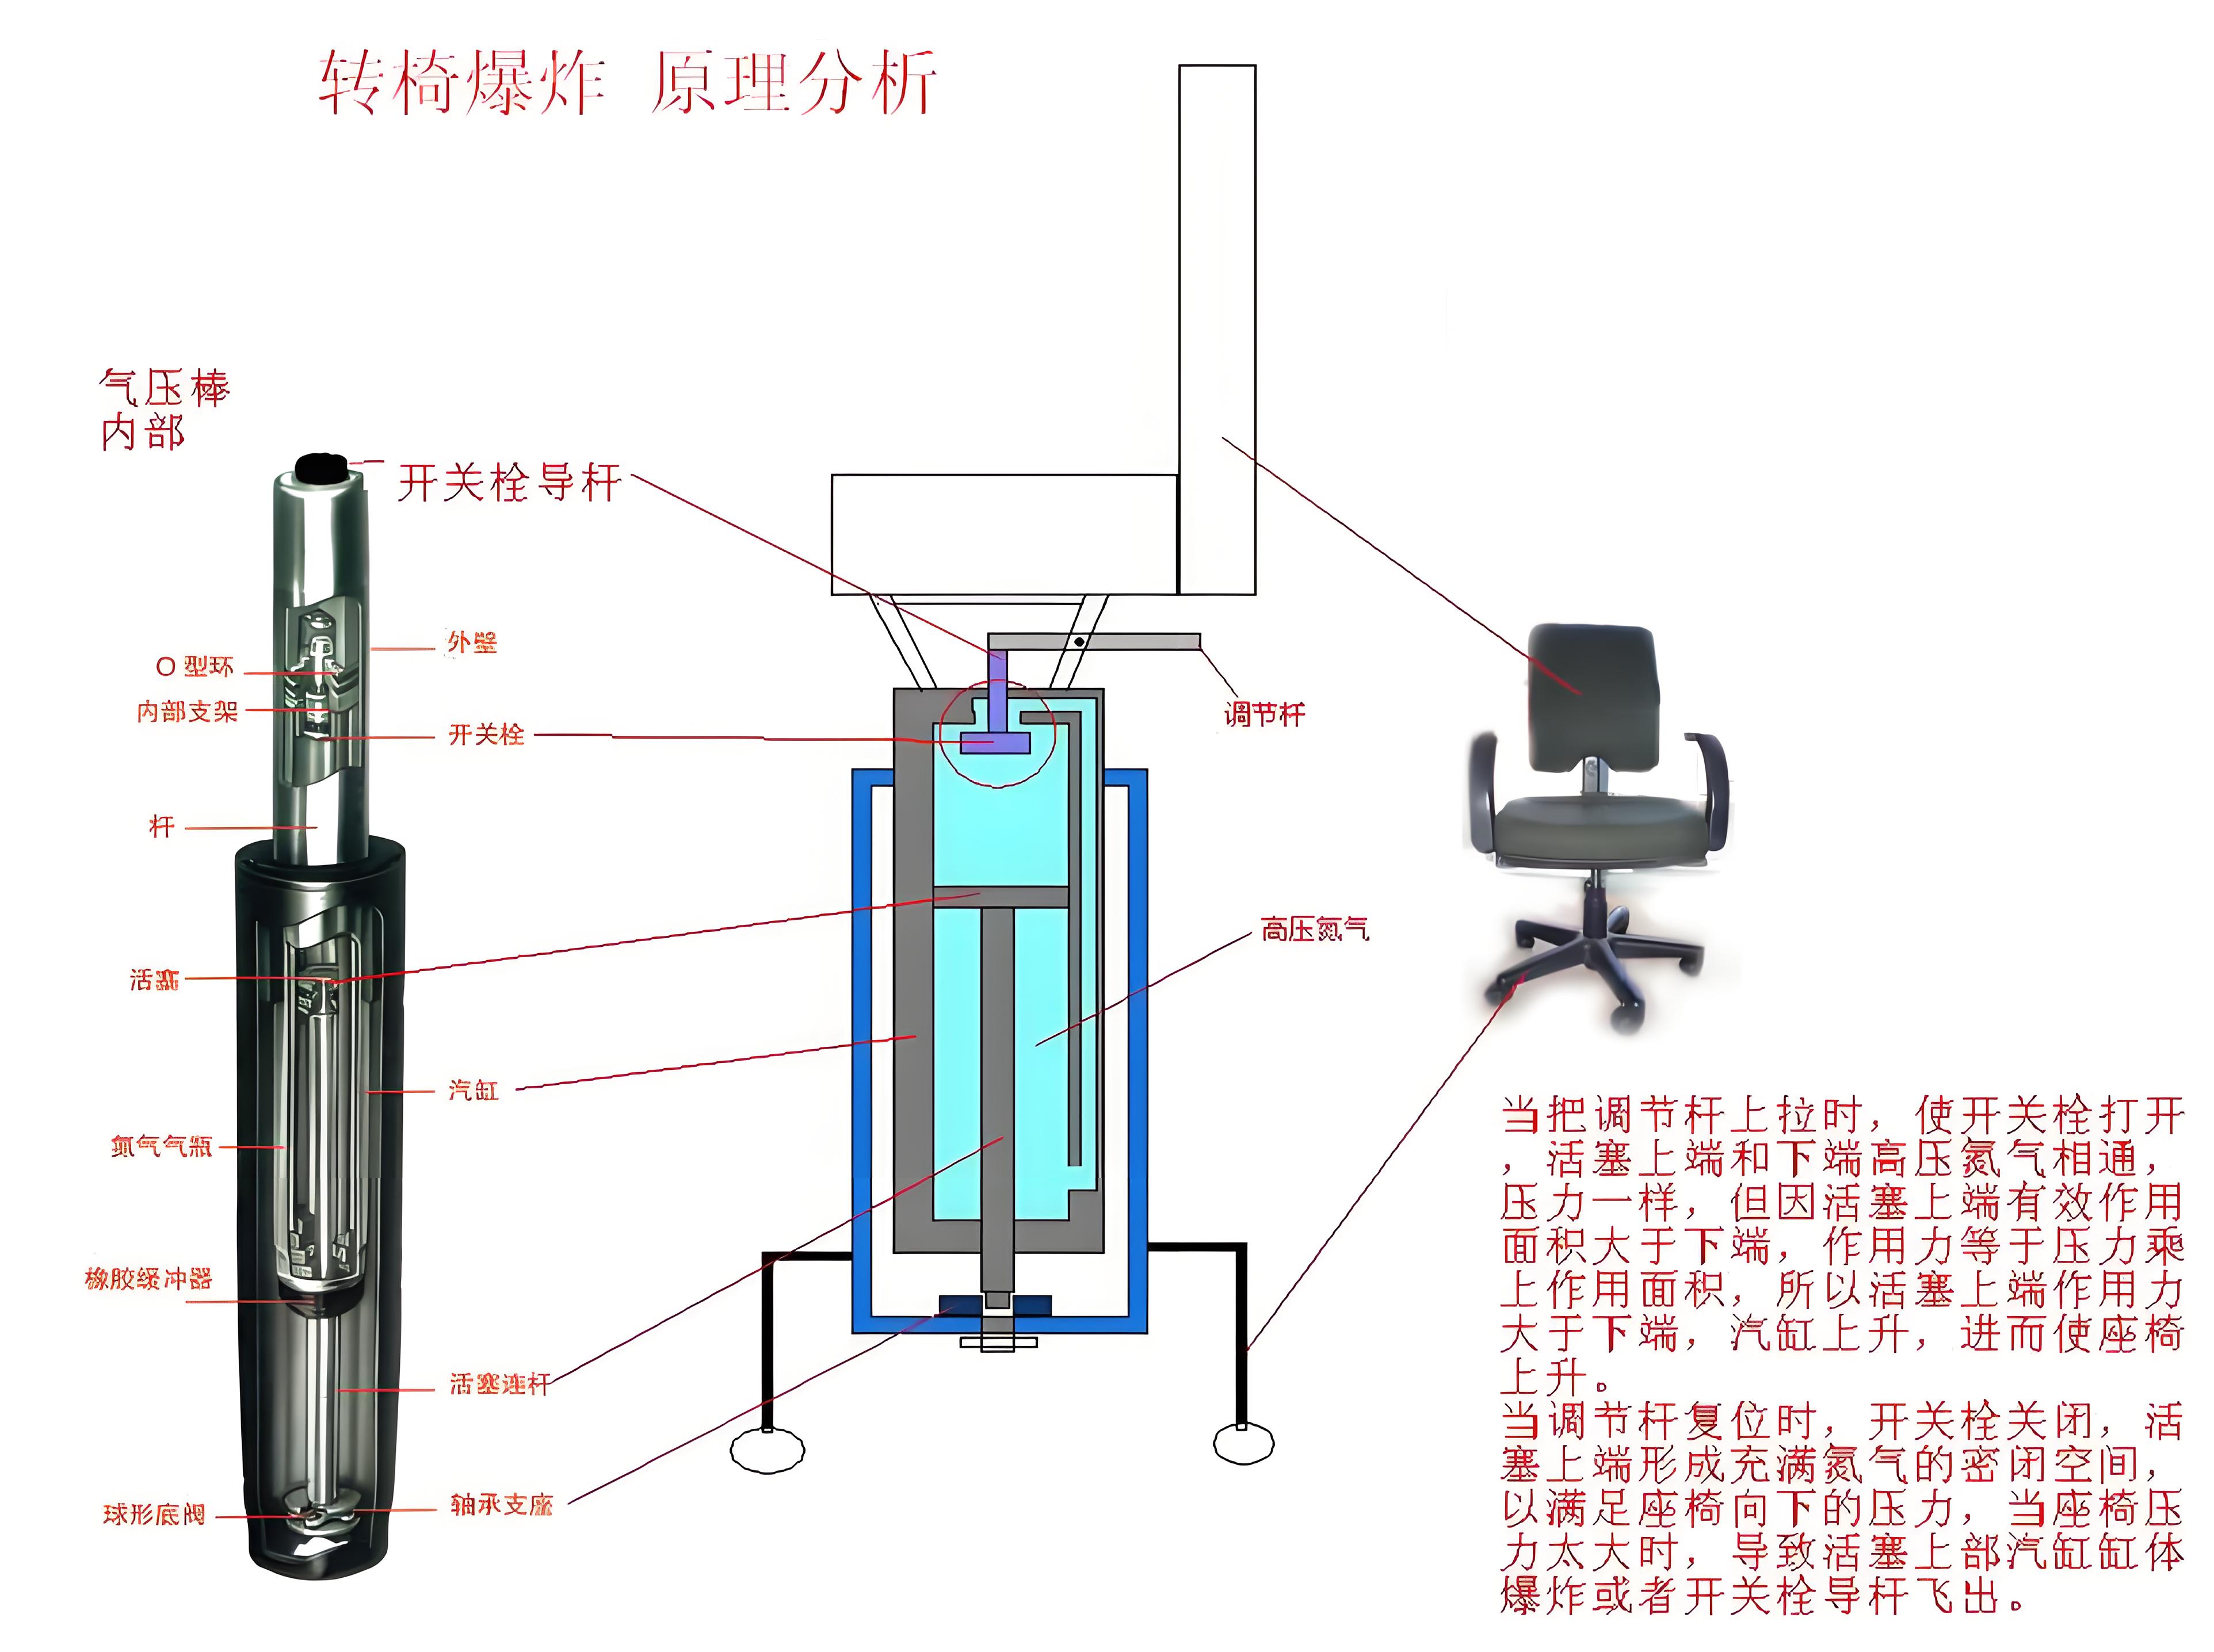 转椅爆炸 原理分析
气压棒
内部
开关栓导杆
外壁
O型环
内部支架
开关栓
调节杆
杆
高压氮气
活塞
汽缸
氮气气瓶
橡胶缓冲器
活塞连杆
球形底阀
轴承支座
当把调节杆上拉时，使开关栓打开
，活塞上端和下端高压氮气相通，
压力一样，但因活塞上端有效作用
面积大于下端，作用力等于压力乘
上作用面积，所以活塞上端作用力
大于下端，汽缸上升，进而使座椅
上升。
当调节杆复位时，开关栓关闭，活
塞上端形成充满氮气的密闭空间，
以满足座椅向下的压力，当座椅压
力太大时，导致活塞上部汽缸缸体
爆炸或者开关栓导杆飞出。